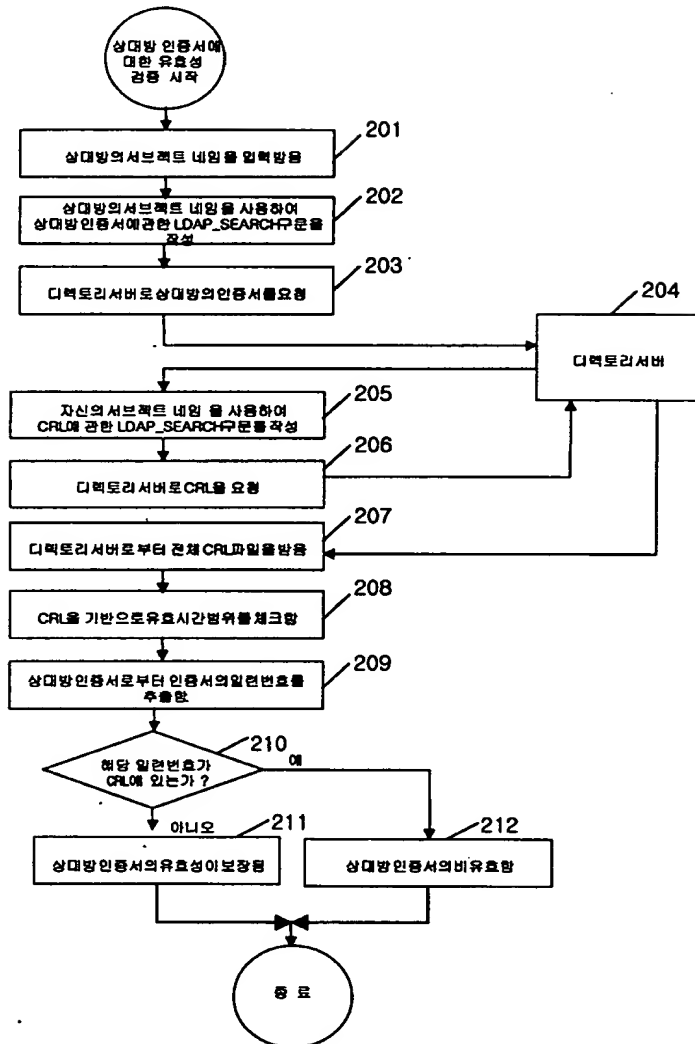 상대방 인증서에
대한 유효성
검증 시작
201
상대방의서브젝트 네임을 입력받음
202
상대방의서브젝트 네임을 사용하여
상대방인증서에관한 LDAP_SEARCH구문을
작성
203
디렉토리서버로상대방의인증서를요청
204
디렉토리서버
205
자신의서브젝트 네임 을 사용하여
CRL에 관한 LDAP_SEARCH구문를 작성
206
디렉토리서버로CRL을 요청
207
디렉토리서버로부터 전체 CRL파일을받음
208
CRL을 기반으로유효시간범위를체크함
209
상대방인증서로부터 인증서의일련번호를
추출함
210
해당 일련번호가
CRL에 있는가 ?
예
아니오
211
상대방인증서의유효성이보장됨
212
상대방인증서의비유효함
종 료